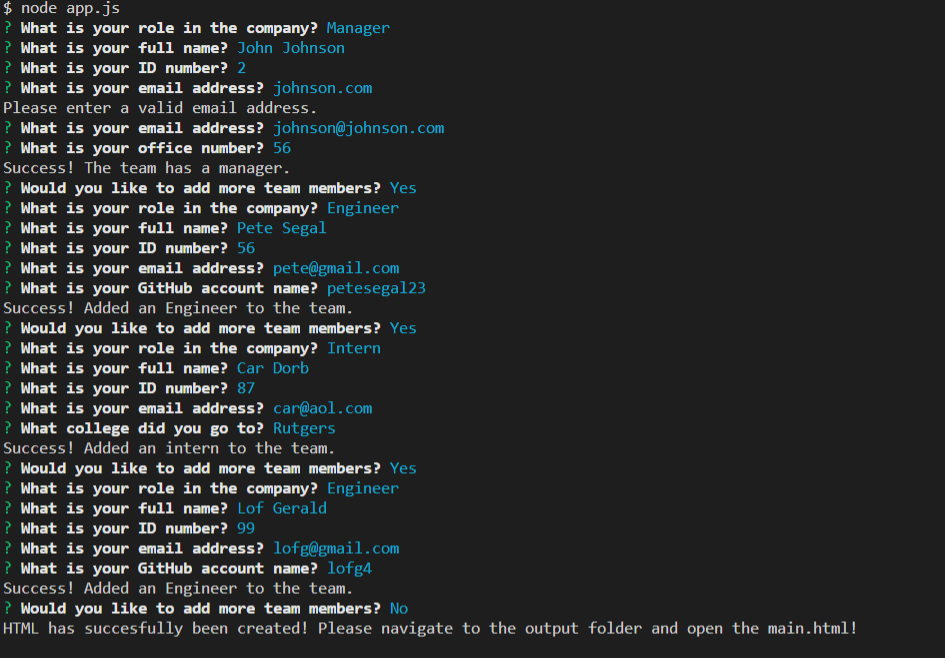 $ node app.js
? What is your role in the company? Manager
? What is your full name? John Johnson
? What is your ID number? 2
? What is your email address? johnson.com
Please enter a valid email address.
? What is your email address? johnson@johnson.com
? What is your office number? 56
Success! The team has a manager.
? Would you like to add more team members? Yes
? What is your role in the company? Engineer
? What is your full name? Pete Segal
? What is your ID number? 56
? What is your email address? pete@gmail.com
? What is your GitHub account name? petesegal23
Success! Added an Engineer to the team.
? Would you like to add more team members? Yes
? What is your role in the company? Intern
? What is your full name? Car Dorb
? What is your ID number? 87
? What is your email address? car@aol.com
? What college did you go to? Rutgers
Success! Added an intern to the team.
? Would you like to add more team members? Yes
? What is your role in the company? Engineer
? What is your full name? Lof Gerald
? What is your ID number? 99
? What is your email address? lofg@gmail.com
? What is your GitHub account name? lofg4
Success! Added an Engineer to the team.
? Would you like to add more team members? No
HTML has succesfully been created! Please navigate to the output folder and open the main.html!